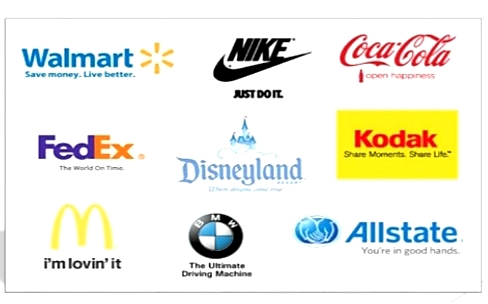 Walmart
Save money. Live better.
NIKE
JUST DO IT.
Coca-Cola
open happiness
FedEx®
The World On Time.
Disneyland
RESORT
Where dreams come true
Kodak
Share Moments. Share Life.™
i'm lovin' it
BMW
The Ultimate
Driving Machine
Allstate.
You're in good hands.